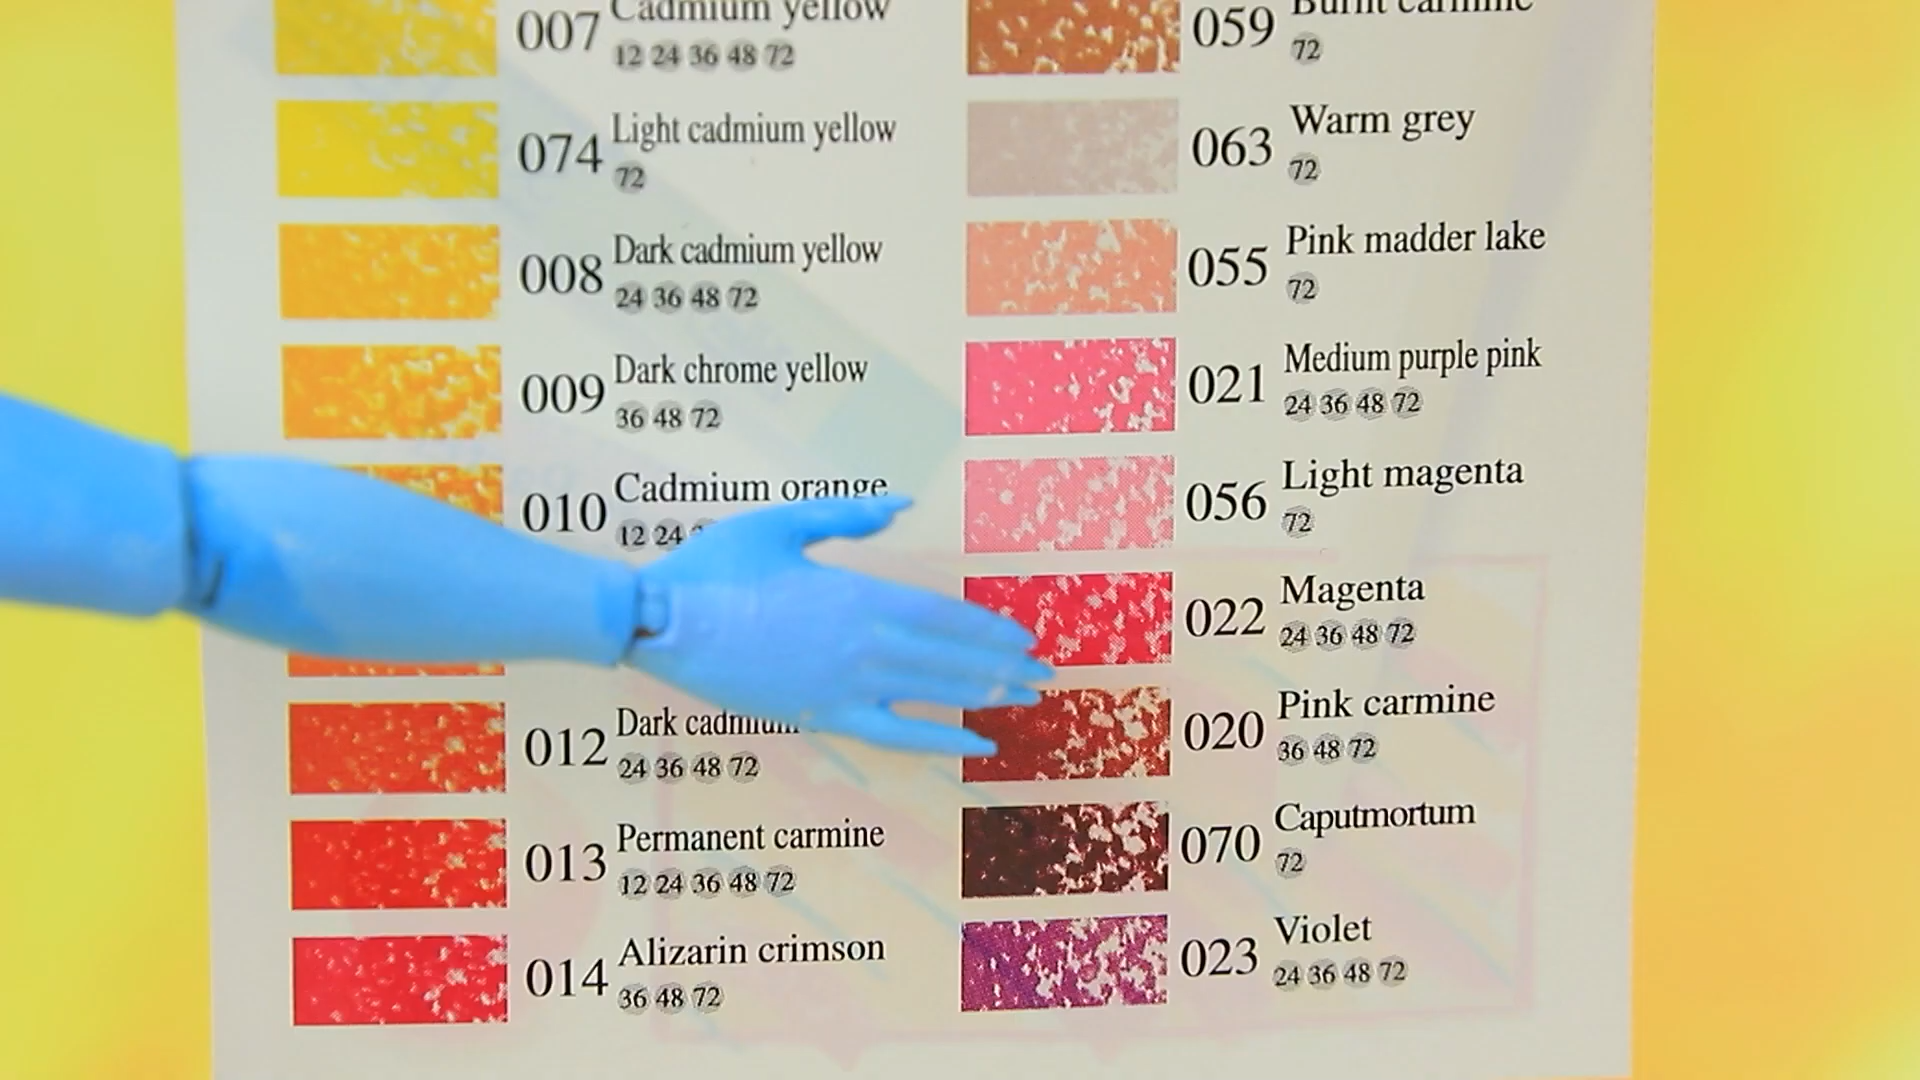 007 Cadmium yellow
12 24 36 48 72
074 Light cadmium yellow
72
008 Dark cadmium yellow
24 36 48 72
009 Dark chrome yellow
36 48 72
010 Cadmium orange
12 24
012 Dark cadmium
24 36 48 72
013 Permanent carmine
12 24 36 48 72
014 Alizarin crimson
36 48 72
059 Burnt carmine
72
063 Warm grey
72
055 Pink madder lake
72
021 Medium purple pink
24 36 48 72
056 Light magenta
72
022 Magenta
24 36 48 72
020 Pink carmine
36 48 72
070 Caputmortum
72
023 Violet
24 36 48 72